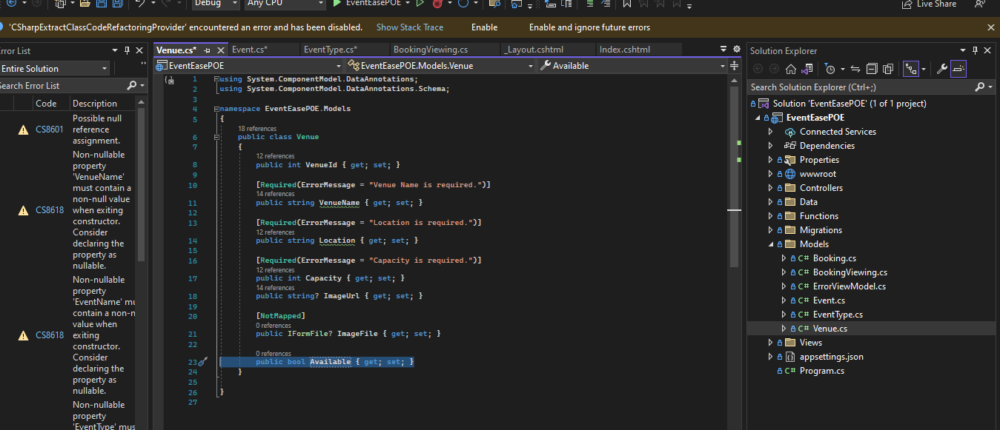 Debug
Any CPU
EventEasePOE
Live Share
'CSharpExtractClassCodeRefactoringProvider' encountered an error and has been disabled.
Show Stack Trace
Enable
Enable and ignore future errors
rror List
Entire Solution
earch Error List
Code
Description
CS8601
Possible null
reference
assignment.
CS8618
Non-nullable
property
'VenueName'
must contain a
non-null value
when exiting
constructor.
Consider
declaring the
property as
nullable.
CS8618
Non-nullable
property
'EventName' mu
contain a non-n
value when
exiting
constructor.
Consider
declaring the
property as
nullable.
Non-nullable
property
'EventType' mus
Venue.cs*
Event.cs*
EventType.cs*
BookingViewing.cs
_Layout.cshtml
Index.cshtml
EventEasePOE
EventEasePOE.Models.Venue
Available
1 using System.ComponentModel.DataAnnotations;
2 using System.ComponentModel.DataAnnotations.Schema;
3
4 namespace EventEasePOE.Models
5 {
18 references
6 public class Venue
7 {
12 references
8 public int VenueId { get; set; }
9
10 [Required(ErrorMessage = "Venue Name is required.")]
14 references
11 public string VenueName { get; set; }
12
13 [Required(ErrorMessage = "Location is required.")]
12 references
14 public string Location { get; set; }
15
16 [Required(ErrorMessage = "Capacity is required.")]
12 references
17 public int Capacity { get; set; }
14 references
18 public string? ImageUrl { get; set; }
19
20 [NotMapped]
0 references
21 public IFormFile? ImageFile { get; set; }
22
0 references
23 public bool Available { get; set; }
24 }
25
26 }
27
Solution Explorer
Search Solution Explorer (Ctrl+;)
Solution 'EventEasePOE' (1 of 1 project)
EventEasePOE
Connected Services
Dependencies
Properties
wwwroot
Controllers
Data
Functions
Migrations
Models
C# Booking.cs
C# BookingViewing.cs
C# ErrorViewModel.cs
C# Event.cs
C# EventType.cs
C# Venue.cs
Views
appsettings.json
C# Program.cs